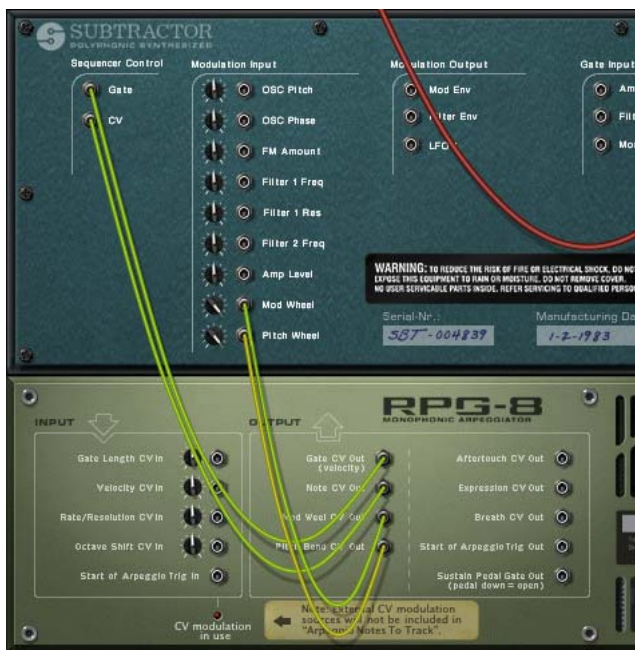 SUBTRACTOR
POLYPHONIC SYNTHESIZER
Sequencer Control
Gate
CV
Modulation Input
OSC Pitch
OSC Phase
FM Amount
Filter 1 Freq
Filter 1 Res
Filter 2 Freq
Amp Level
Mod Wheel
Pitch Wheel
Modulation Output
Mod Env
Filter Env
LFO
Gate Input
Am
Filt
Mo
WARNING: TO REDUCE THE RISK OF FIRE OR ELECTRICAL SHOCK, DO NOT
EXPOSE THIS EQUIPMENT TO RAIN OR MOISTURE. DO NOT REMOVE COVER.
NO USER SERVICABLE PARTS INSIDE. REFER SERVICING TO QUALIFIED PERSON
Serial-Nr.:
SBT-004839
Manufacturing Da
1-2-1983
RPG-8
MONOPHONIC ARPEGGIATOR
INPUT
Gate Length CV In
Velocity CV In
Rate/Resolution CV In
Octave Shift CV In
Start of Arpeggio Trig In
CV modulation
in use
OUTPUT
Gate CV Out
(velocity)
Note CV Out
Mod Weel CV Out
Pitch Bend CV Out
Aftertouch CV Out
Expression CV Out
Breath CV Out
Start of Arpeggio Trig Out
Sustain Pedal Gate Out
(pedal down = open)
Note: External CV modulation
sources will not be included in
"Arpeggio Notes To Track".